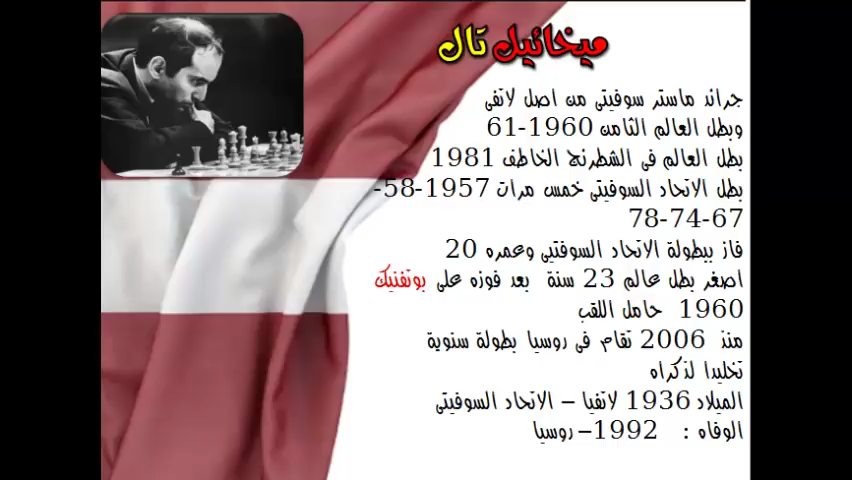 ميخائيل تال
جراند ماستر سوفيتى من اصل لاتفى
وبطل العالم الثامن 1960-61
بطل العالم فى الشطرنج الخاطف 1981
بطل الاتحاد السوفيتى خمس مرات 1957-58-
67-74-78
فاز ببطولة الاتحاد السوفتيى وعمره 20
اصغر بطل عالم 23 سنة بعد فوزه على بوتفنيك
1960 حامل اللقب
منذ 2006 تقام فى روسيا بطولة سنوية
تخليدا لذكراه
الميلاد 1936 لاتفيا – الاتحاد السوفيتى
الوفاه : 1992– روسيا